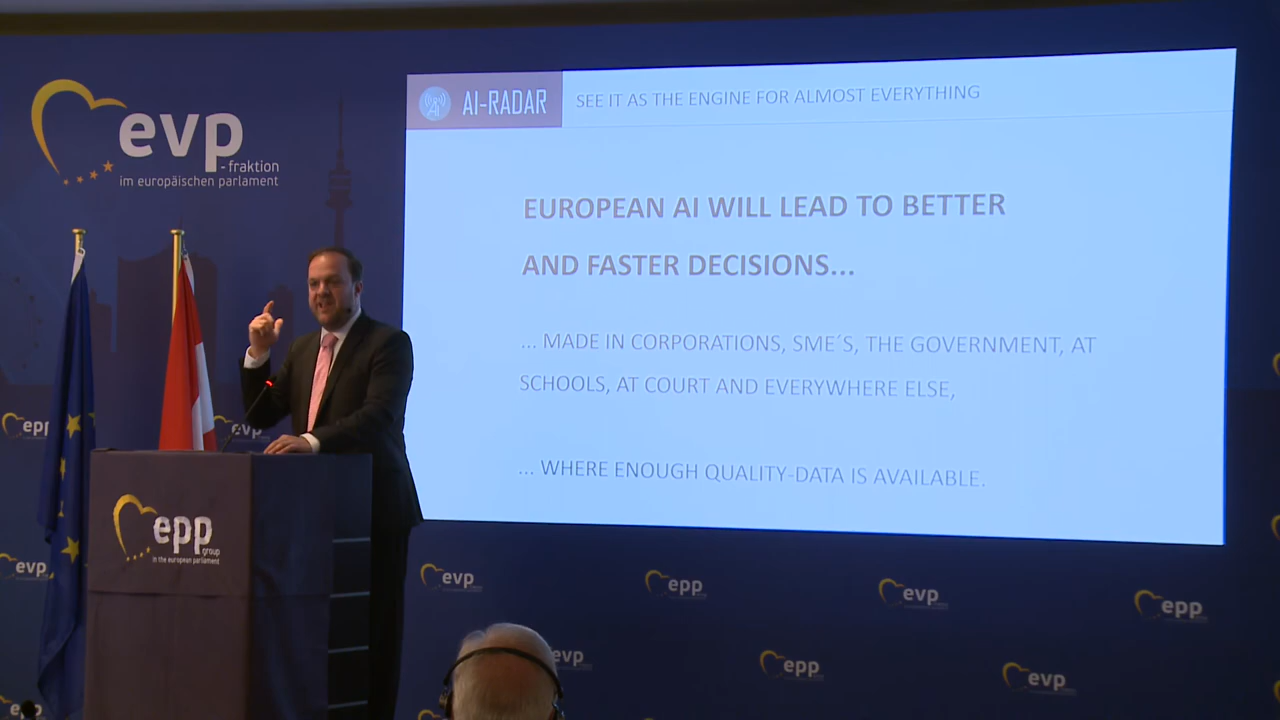 evp
- fraktion
im europäischen parlament
AI
AI-RADAR
SEE IT AS THE ENGINE FOR ALMOST EVERYTHING
EUROPEAN AI WILL LEAD TO BETTER
AND FASTER DECISIONS...
... MADE IN CORPORATIONS, SME´S, THE GOVERNMENT, AT
SCHOOLS, AT COURT AND EVERYWHERE ELSE,
... WHERE ENOUGH QUALITY-DATA IS AVAILABLE.
epp
evp
epp
group
in the european parliament
evp
evp
epp
evp
epp
evp
epp
evp